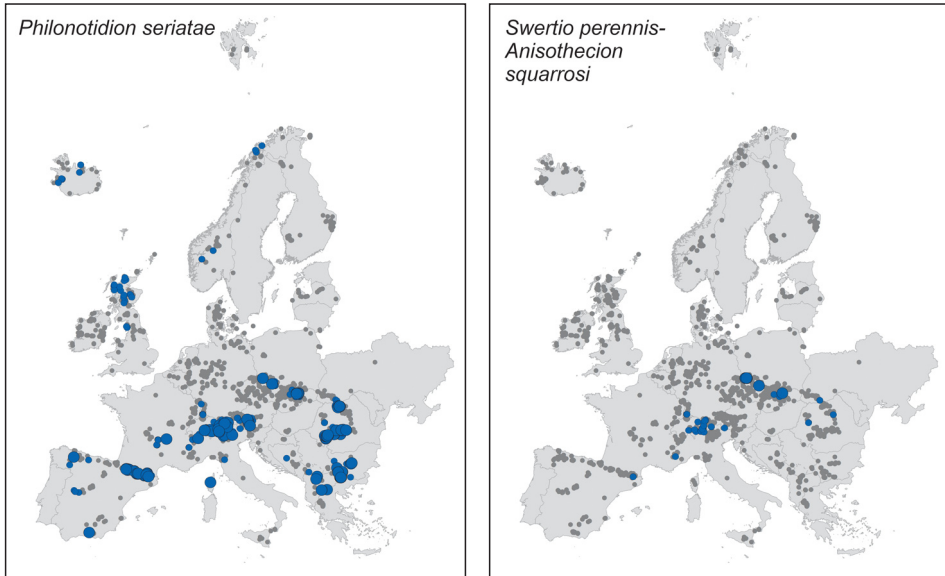 Philonotidion seriatae
Swertio perennis-
Anisothecion
squarrosi